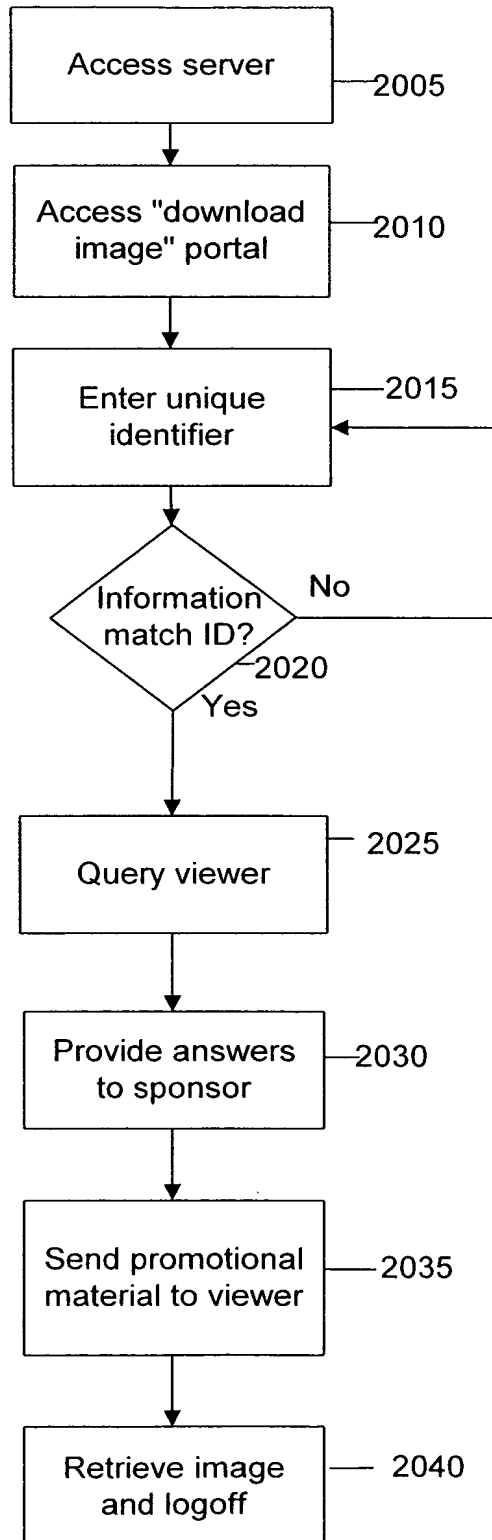 Access server
2005
Access "download
image" portal
2010
Enter unique
identifier
2015
Information
match ID?
No
2020
Yes
Query viewer
2025
Provide answers
to sponsor
2030
Send promotional
material to viewer
2035
Retrieve image
and logoff
2040